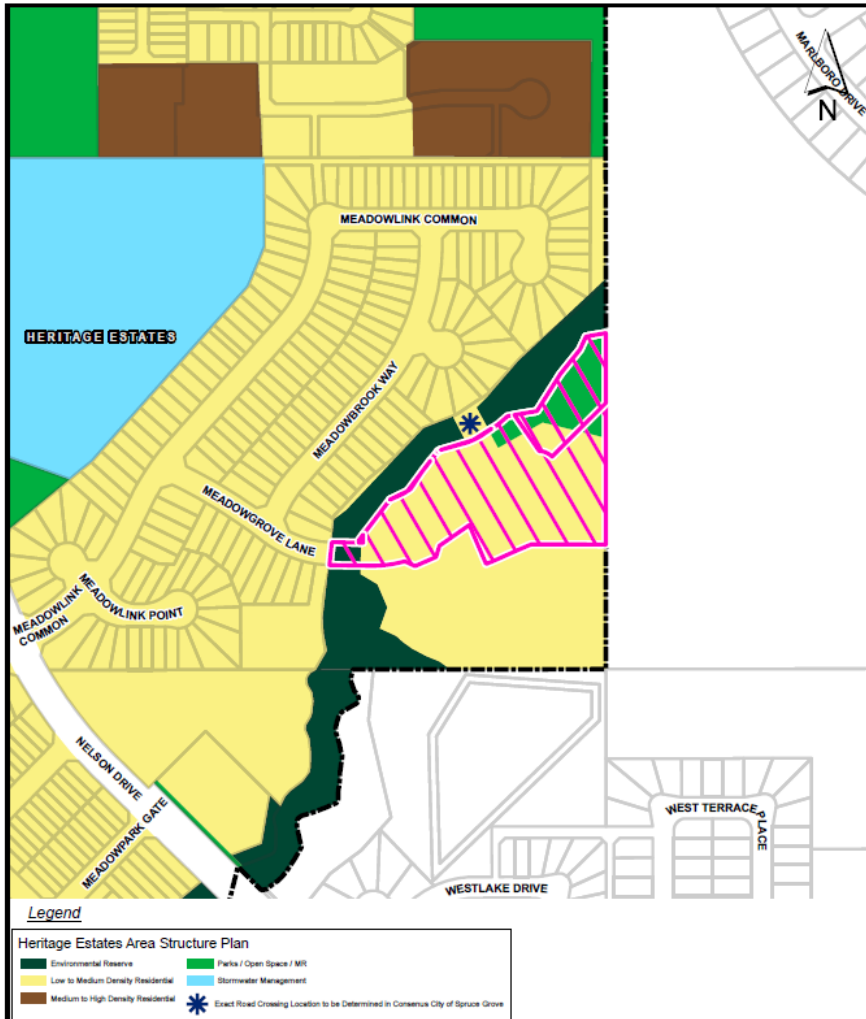 MARLBORO DRIVE
N
MEADOWLINK COMMON
HERITAGE ESTATES
MEADOWBROOK WAY
MEADOWGROVE LANE
MEADOWLINK POINT
MEADOWLINK
COMMON
NELSON DRIVE
MEADOWPARK GATE
WEST TERRACE PLACE
WESTLAKE DRIVE
Legend
Heritage Estates Area Structure Plan
Environmental Reserve
Parks / Open Space / MR
Low to Medium Density Residential
Stormwater Management
Medium to High Density Residential
Exact Road Crossing Location to be Determined in Consenus City of Spruce Grove